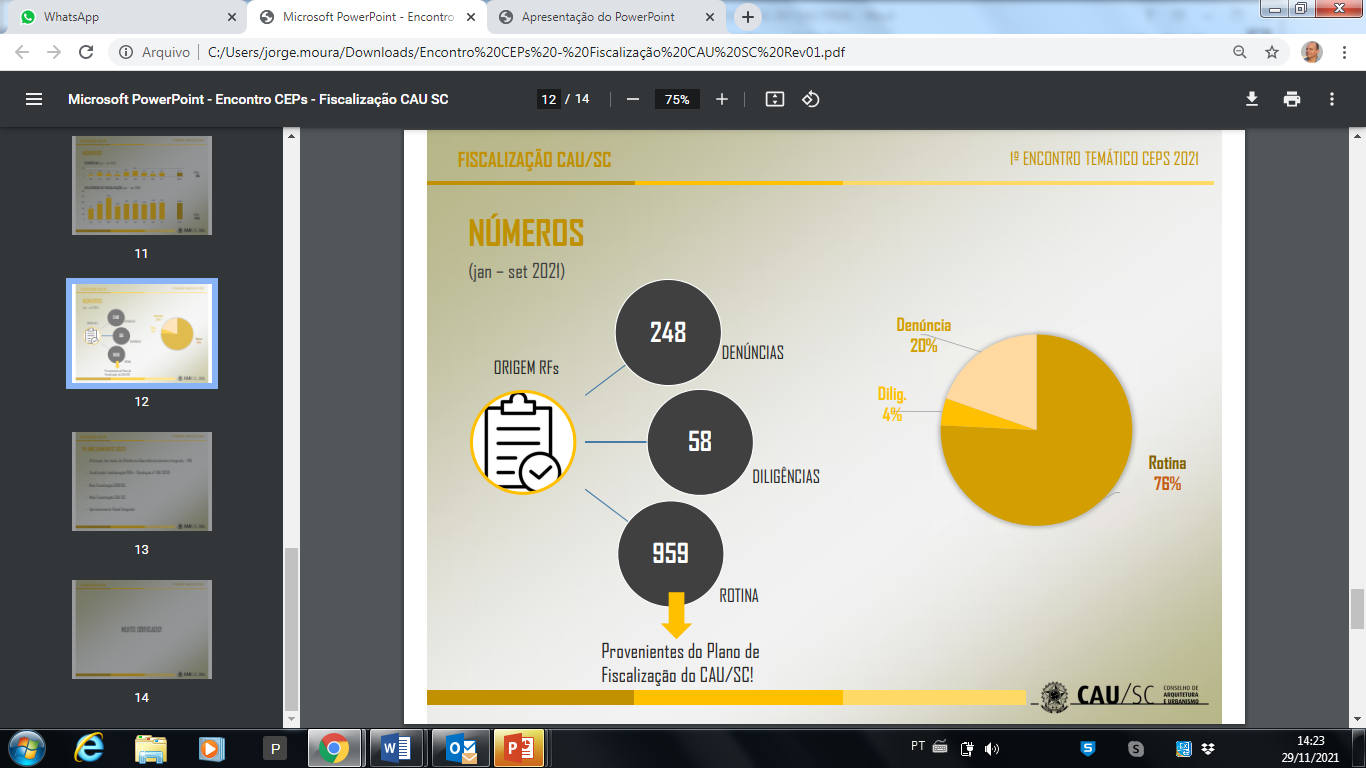 WhatsApp
Microsoft PowerPoint - Encontro
Apresentação do PowerPoint
Arquivo
C:/Users/jorge.moura/Downloads/Encontro%20CEPs%20-%20Fiscalização%20CAU%20SC%20Rev01.pdf
Microsoft PowerPoint - Encontro CEPs - Fiscalização CAU SC
12 / 14
75%
11
12
13
MUITO OBRIGADO!
14
FISCALIZAÇÃO CAU/SC
1º ENCONTRO TEMÁTICO CEPS 2021
NÚMEROS
(jan – set 2021)
ORIGEM RFs
248
DENÚNCIAS
58
DILIGÊNCIAS
959
ROTINA
Provenientes do Plano de
Fiscalização do CAU/SC!
Denúncia
20%
Dilig.
4%
Rotina
76%
CAU/SC
CONSELHO DE
ARQUITETURA
E URBANISMO
PT
14:23
29/11/2021